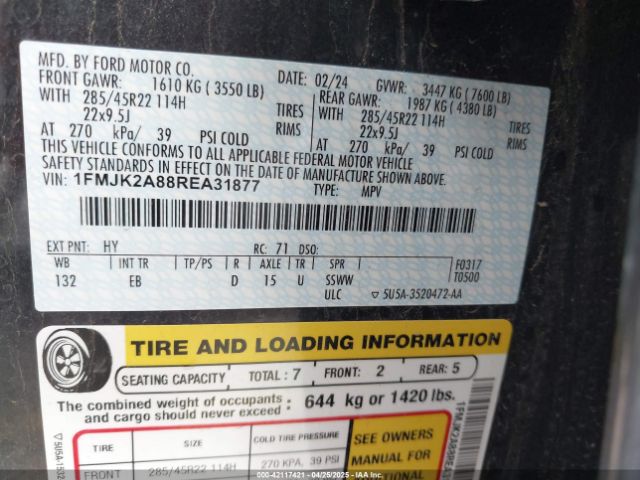 MFD. BY FORD MOTOR CO.
DATE: 02/24 GVWR: 3447 KG ( 7600 LB)
FRONT GAWR: 1610 KG ( 3550 LB) REAR GAWR: 1987 KG ( 4380 LB)
WITH 285/45R22 114H TIRES WITH 285/45R22 114H TIRES
22x9.5J RIMS 22x9.5J RIMS
AT 270 kPa/ 39 PSI COLD AT 270 kPa/ 39 PSI COLD
THIS VEHICLE CONFORMS TO ALL APPLICABLE FEDERAL MOTOR VEHICLE
SAFETY STANDARDS IN EFFECT ON THE DATE OF MANUFACTURE SHOWN ABOVE.
VIN: 1FMJK2A88REA31877 TYPE: MPV
EXT PNT: HY RC: 71 DSO:
WB INT TR TP/PS R AXLE TR SPR F0317
132 EB D 15 U SSWW T0500
ULC ▽ 5U5A-3520472-AA
TIRE AND LOADING INFORMATION
SEATING CAPACITY TOTAL : 7 FRONT: 2 REAR: 5
The combined weight of occupants
and cargo should never exceed : 644 kg or 1420 lbs.
TIRE SIZE COLD TIRE PRESSURE SEE OWNERS
MANUAL FOR
FRONT 285/45R22 114H 270 KPA, 39 PSI
© IAA - 42117421 - 04/25/2025 - 05:55:58 PM